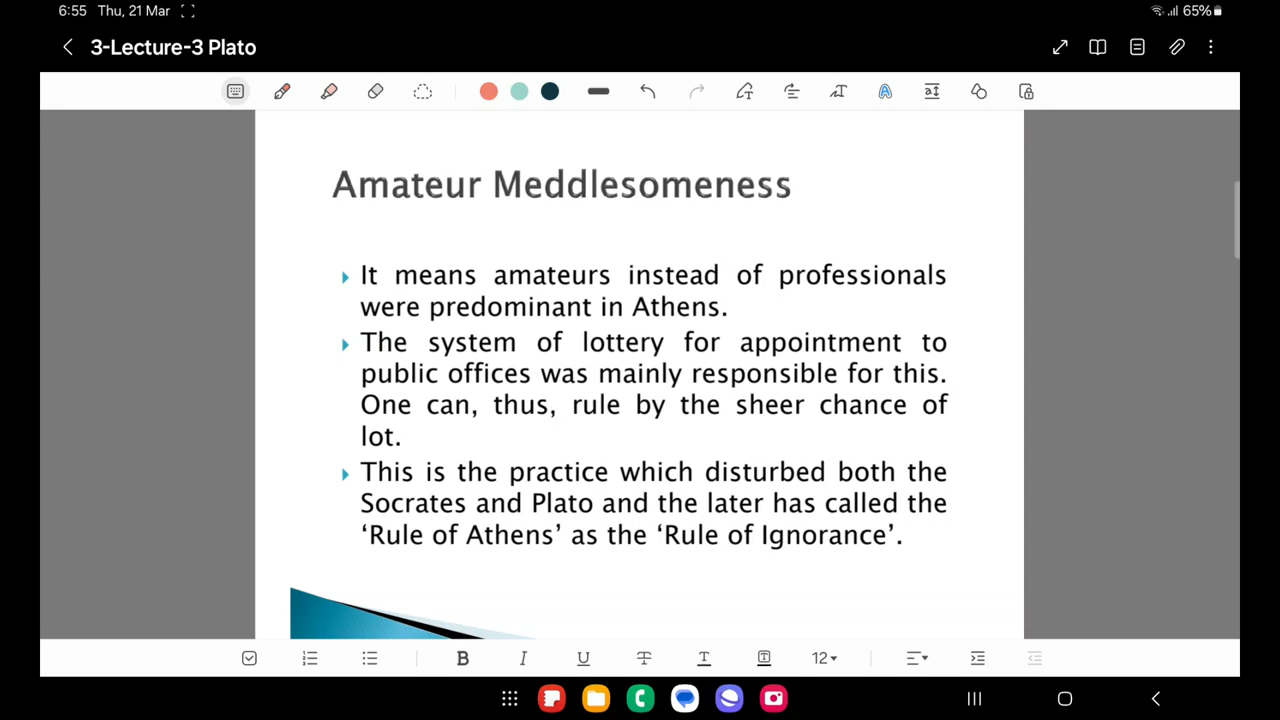 6:55 Thu, 21 Mar
65%
3-Lecture-3 Plato
Amateur Meddlesomeness
It means amateurs instead of professionals
were predominant in Athens.
The system of lottery for appointment to
public offices was mainly responsible for this.
One can, thus, rule by the sheer chance of
lot.
This is the practice which disturbed both the
Socrates and Plato and the later has called the
‘Rule of Athens’ as the ‘Rule of Ignorance’.
B I U T T T 12